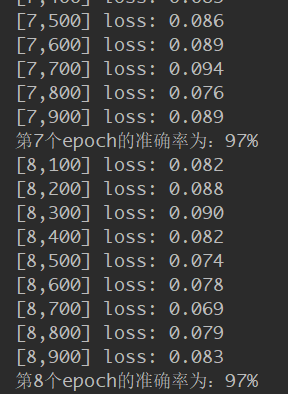 [7,500] loss: 0.086
[7,600] loss: 0.089
[7,700] loss: 0.094
[7,800] loss: 0.076
[7,900] loss: 0.089
第7个epoch的准确率为：97%
[8,100] loss: 0.082
[8,200] loss: 0.088
[8,300] loss: 0.090
[8,400] loss: 0.082
[8,500] loss: 0.074
[8,600] loss: 0.078
[8,700] loss: 0.069
[8,800] loss: 0.079
[8,900] loss: 0.083
第8个epoch的准确率为：97%